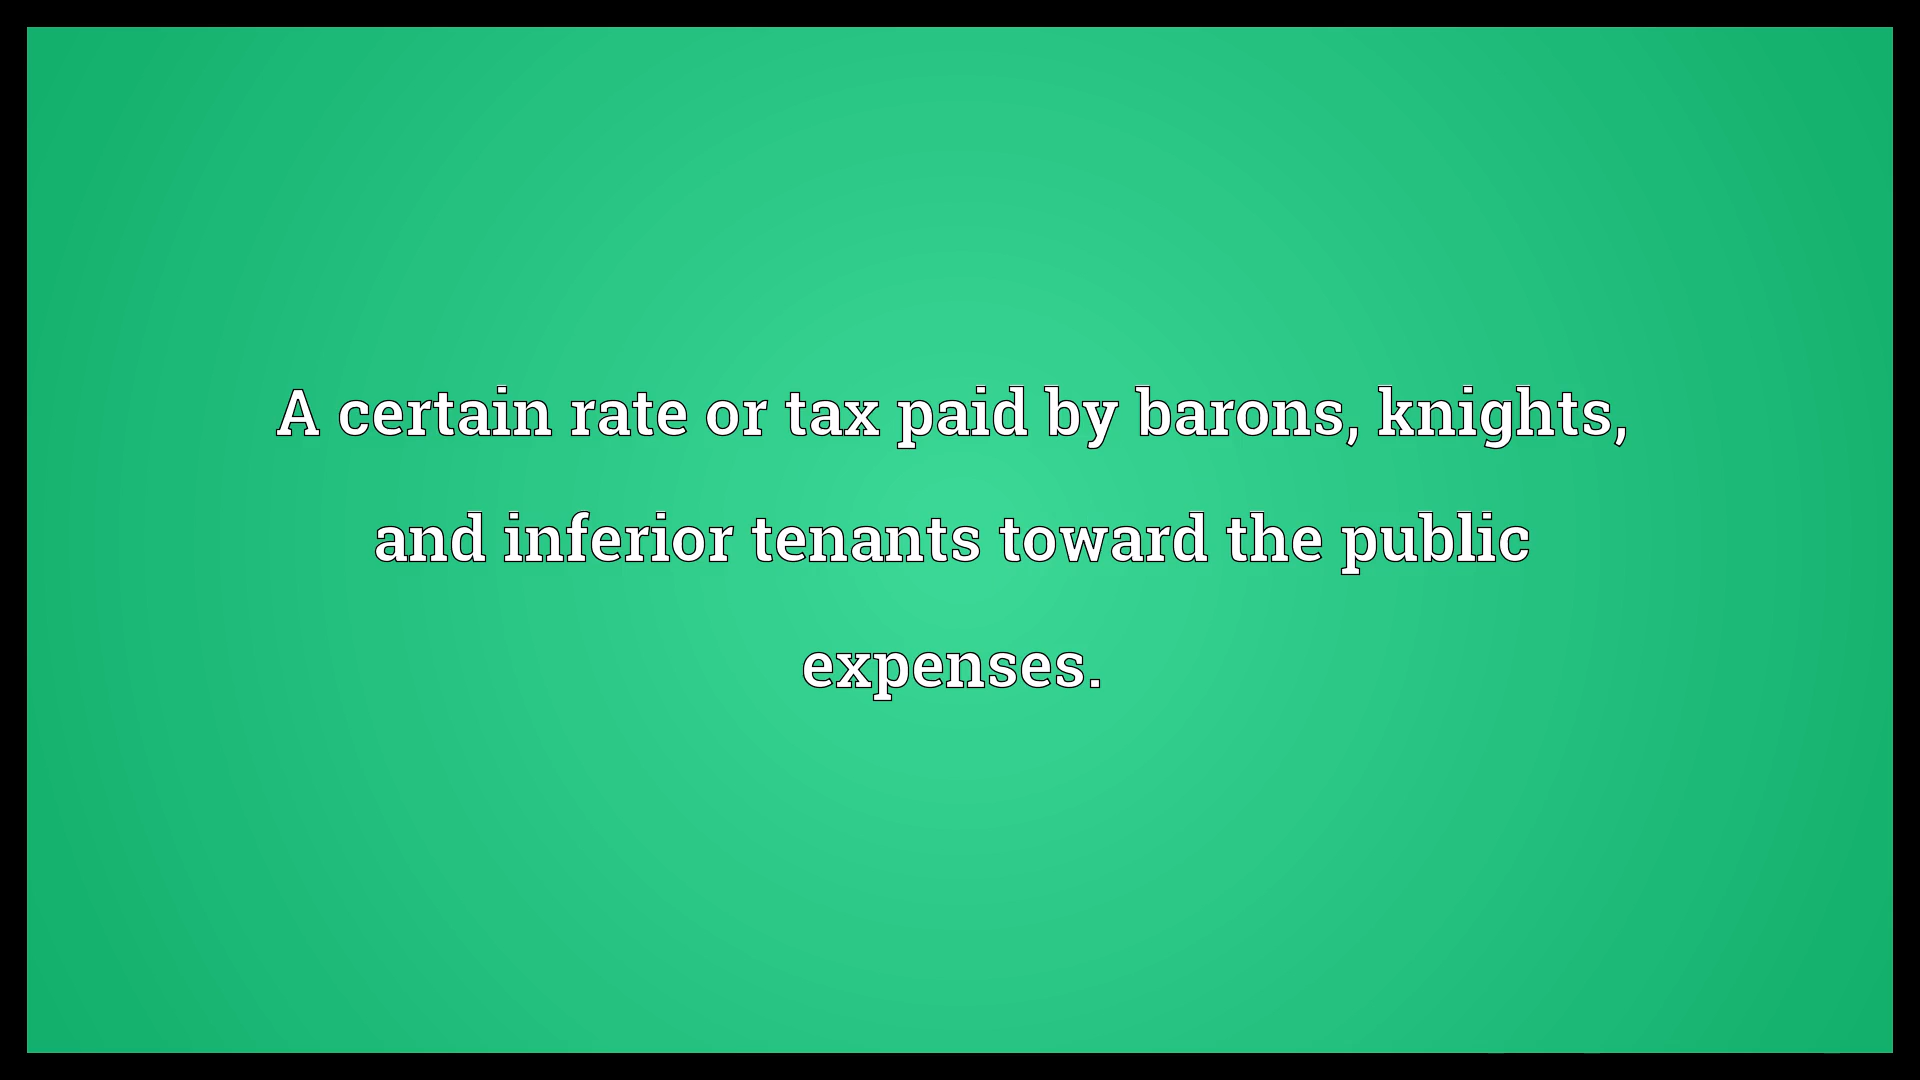 A certain rate or tax paid by barons, knights,
and inferior tenants toward the public
expenses.